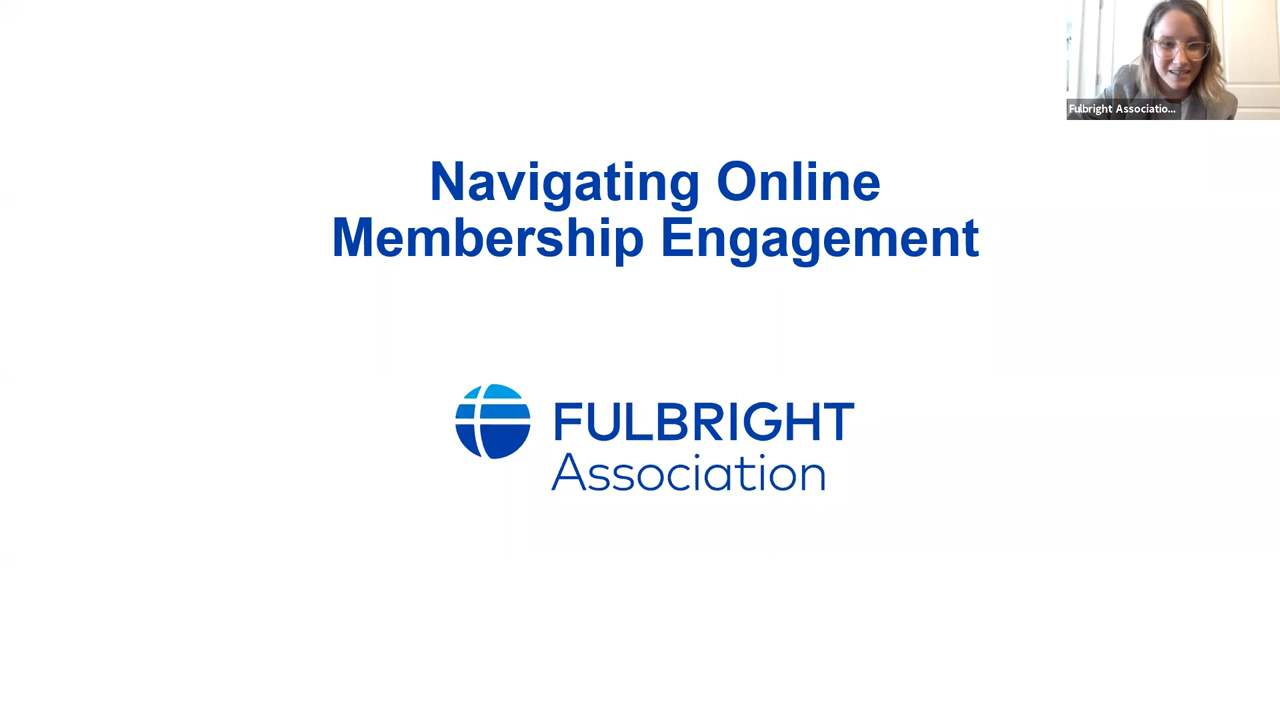 Fulbright Associatio...
Navigating Online
Membership Engagement
FULBRIGHT
Association